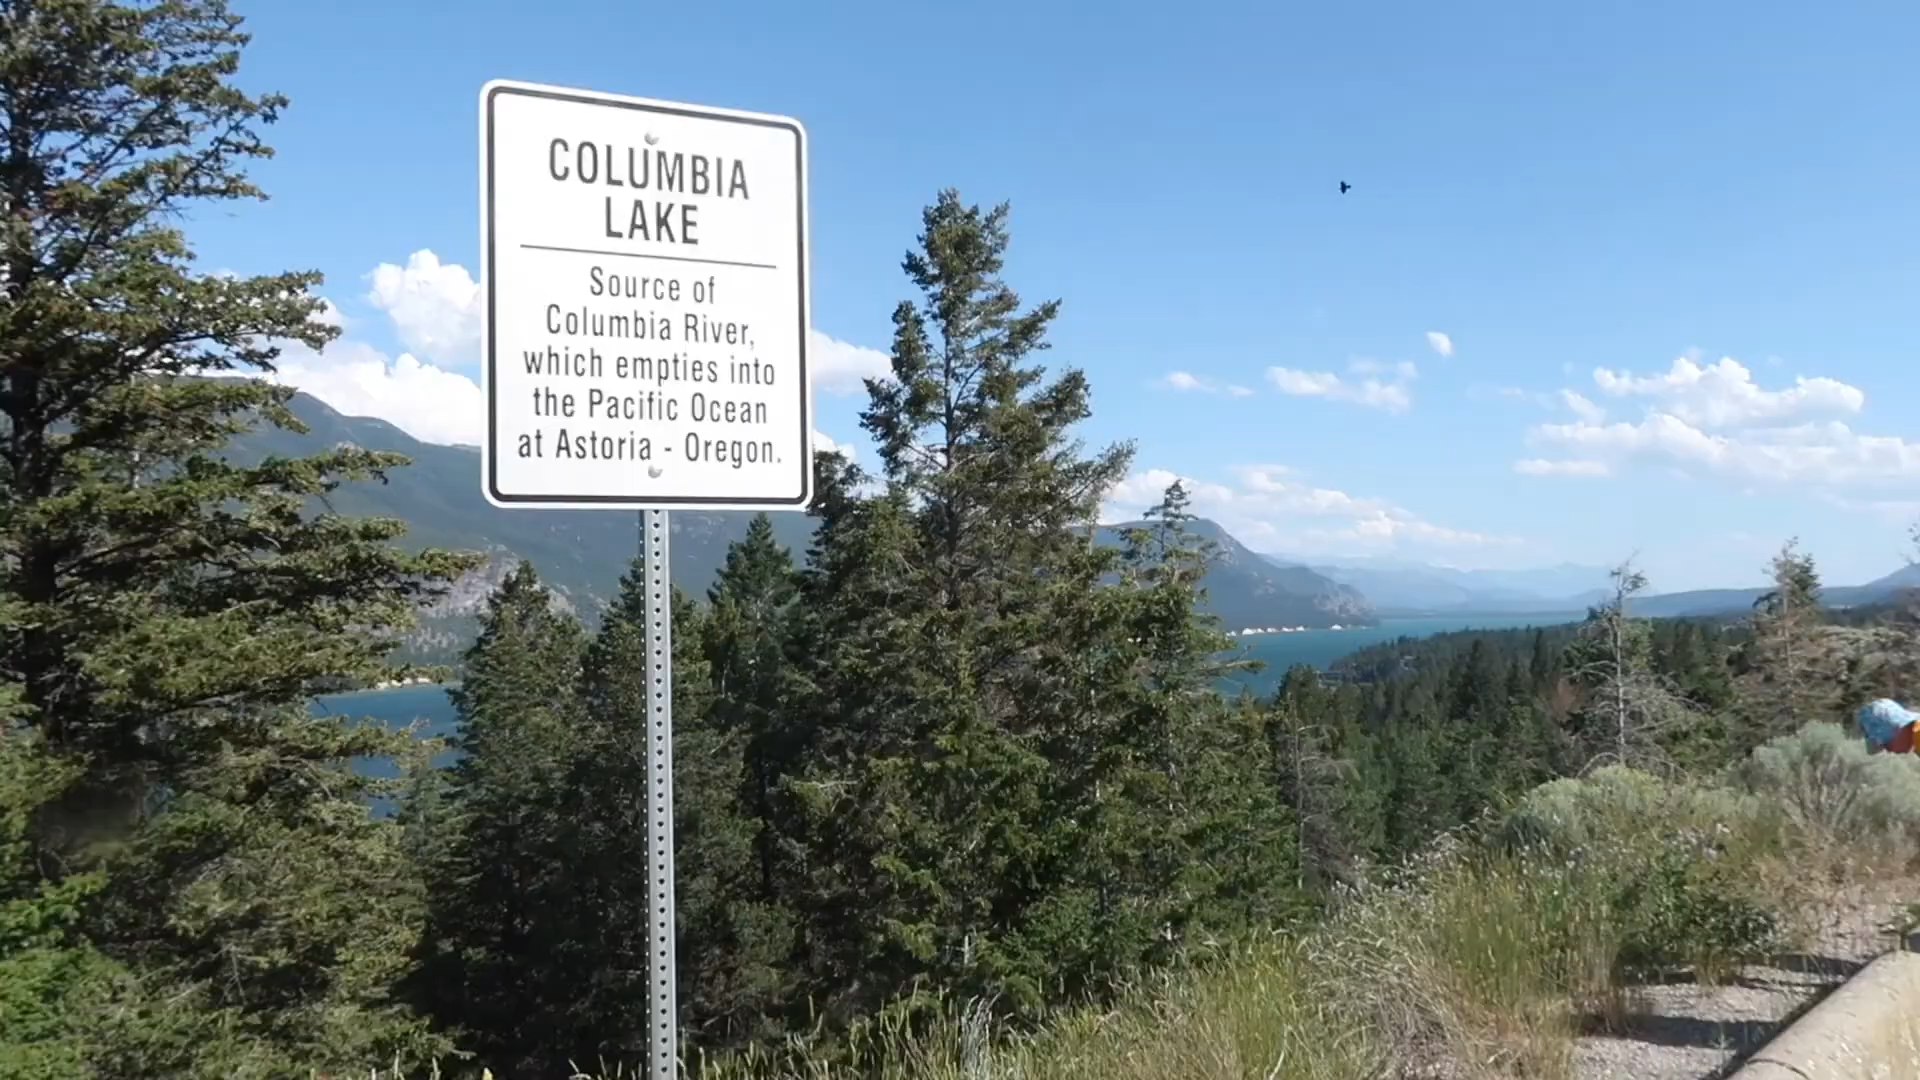 COLUMBIA
LAKE
Source of
Columbia River,
which empties into
the Pacific Ocean
at Astoria - Oregon.